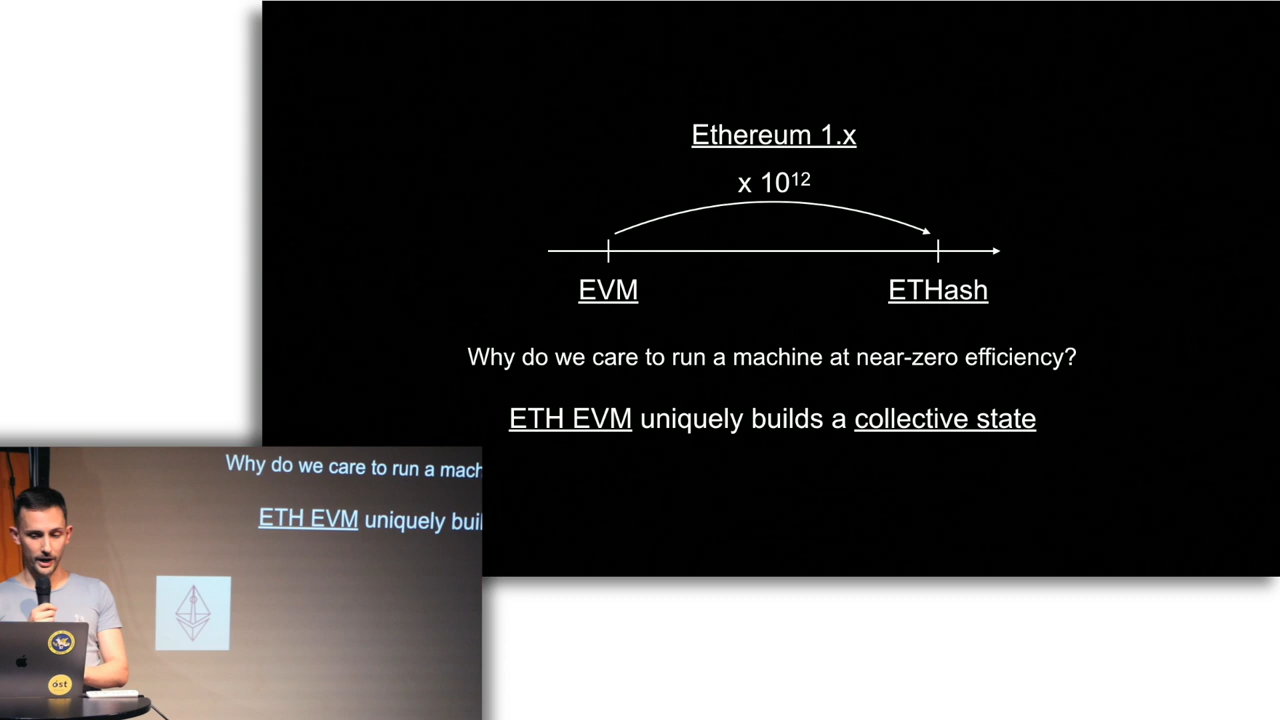 Ethereum 1.x
x 10¹²
EVM
ETHash
Why do we care to run a machine at near-zero efficiency?
ETH EVM uniquely builds a collective state
Why do we care to run a mach
ETH EVM uniquely buil
ost